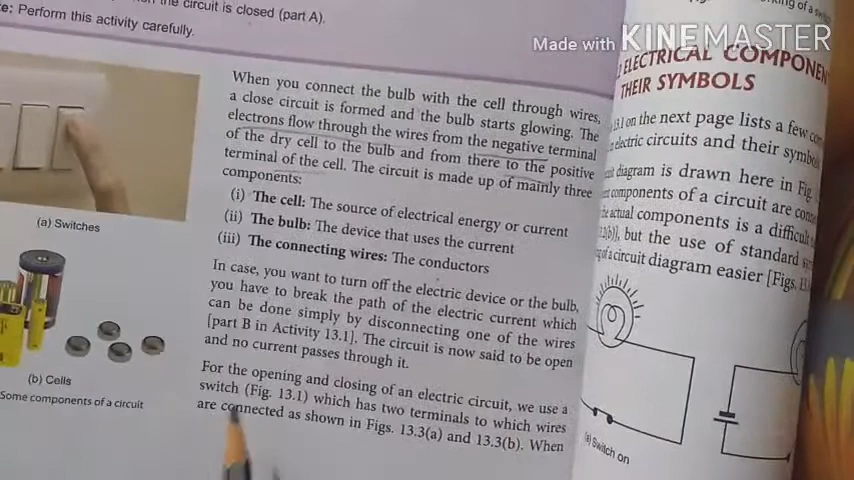 the circuit is closed (part A).
te: Perform this activity carefully.
Made with KINEMASTER
When you connect the bulb with the cell through wires,
a close circuit is formed and the bulb starts glowing. The
electrons flow through the wires from the negative terminal
of the dry cell to the bulb and from there to the positive
terminal of the cell. The circuit is made up of mainly three
components:
(i) The cell: The source of electrical energy or current
(ii) The bulb: The device that uses the current
(iii) The connecting wires: The conductors
In case, you want to turn off the electric device or the bulb,
you have to break the path of the electric current which
can be done simply by disconnecting one of the wires
[part B in Activity 13.1]. The circuit is now said to be open
and no current passes through it.
For the opening and closing of an electric circuit, we use a
switch (Fig. 13.1) which has two terminals to which wires
are connected as shown in Figs. 13.3(a) and 13.3(b). When
(a) Switches
(b) Cells
Some components of a circuit
ELECTRICAL COMPONEN
THEIR SYMBOLS
13.1 on the next page lists a few
electric circuits and their symbo
diagram is drawn here in Fig
components of a circuit are
actual components is a difficult
but the use of standard
of a circuit diagram easier [Figs.
(a) Switch on